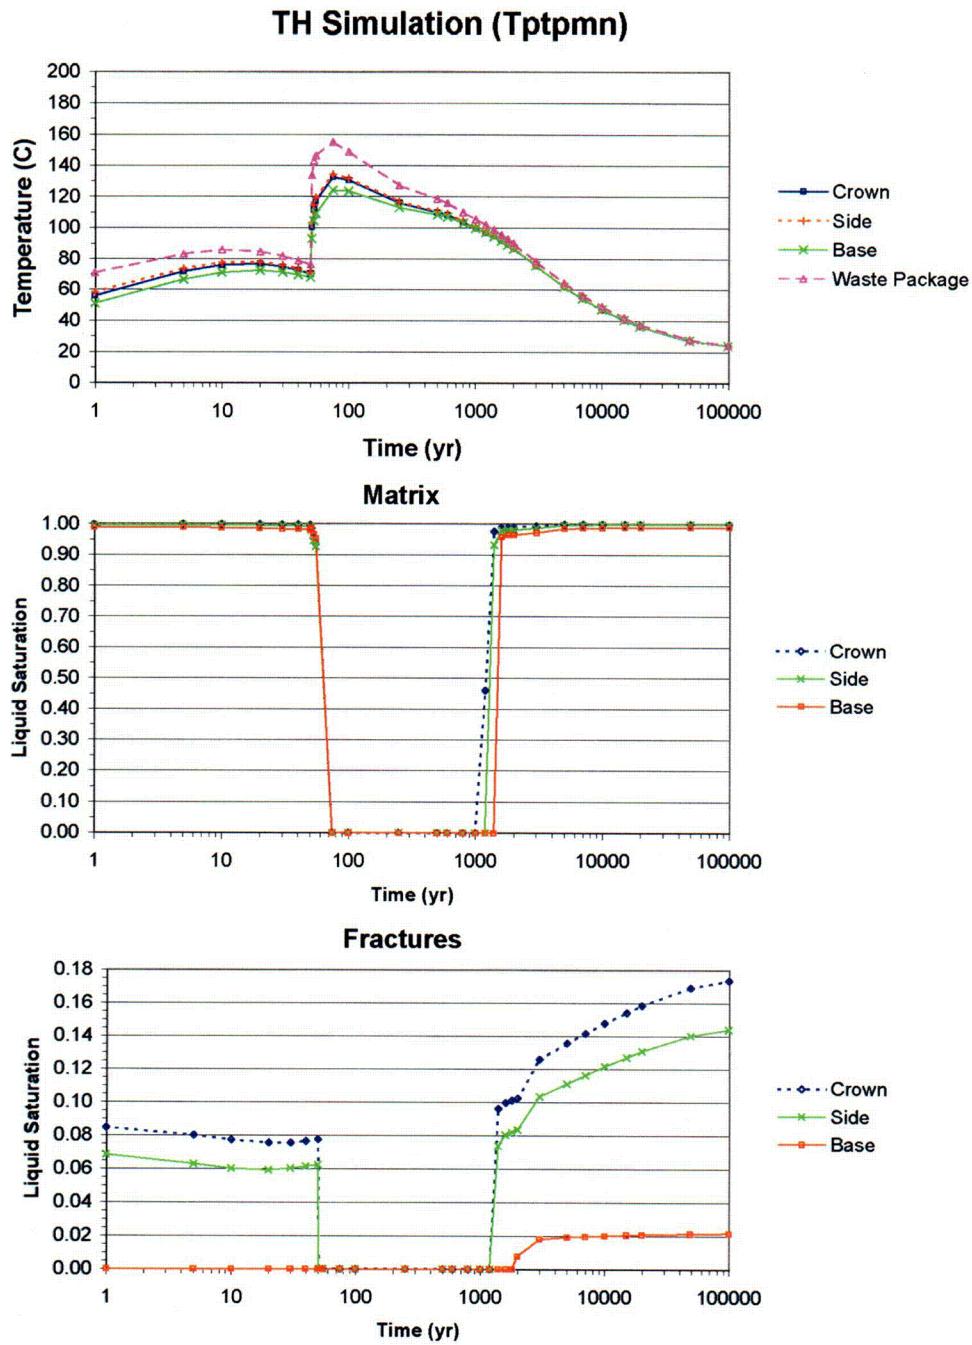 TH Simulation (Tptpmn)
200
180
160
140
120
100
80
60
40
20
0
Temperature (C)
1 10 100 1000 10000 100000
Time (yr)
Crown
Side
Base
Waste Package
Matrix
1.00
0.90
0.80
0.70
0.60
0.50
0.40
0.30
0.20
0.10
0.00
Liquid Saturation
1 10 100 1000 10000 100000
Time (yr)
Crown
Side
Base
Fractures
0.18
0.16
0.14
0.12
0.10
0.08
0.06
0.04
0.02
0.00
Liquid Saturation
1 10 100 1000 10000 100000
Time (yr)
Crown
Side
Base